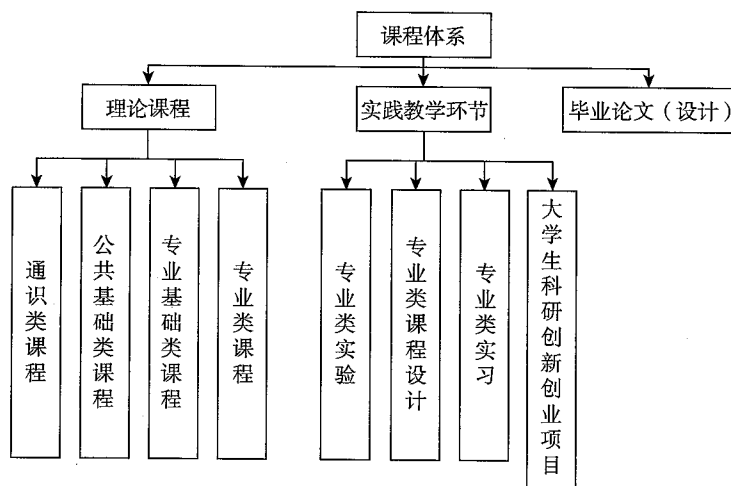 课程体系
理论课程
实践教学环节
毕业论文（设计）
通识类课程
公共基础类课程
专业基础类课程
专业类课程
专业类实验
专业类课程设计
专业类实习
大学生科研创新创业项目